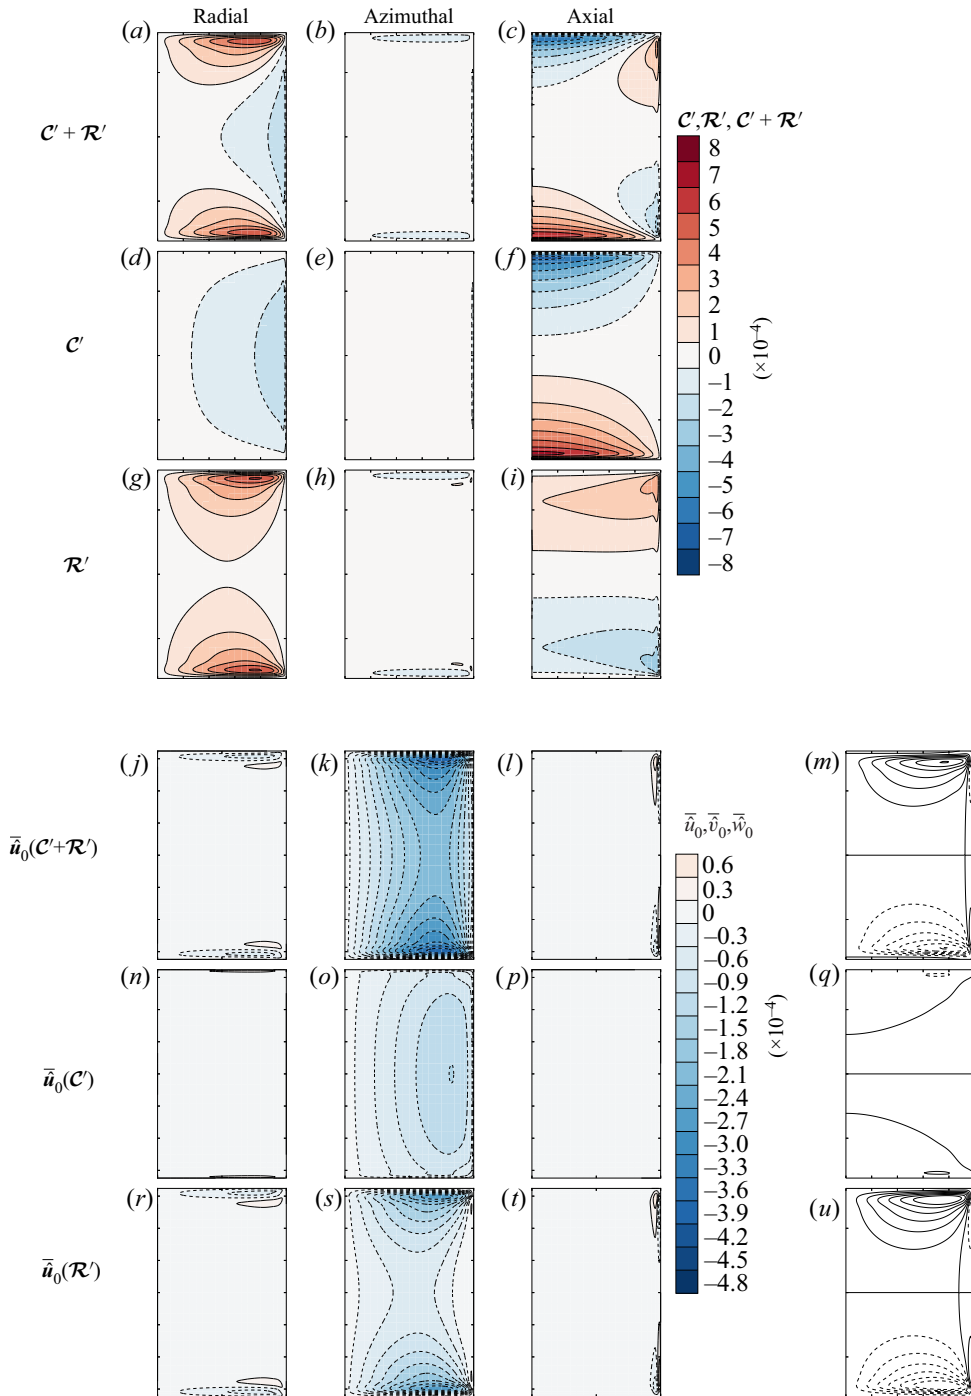 Radial Azimuthal Axial
(a) (b) (c)
C′ + R′
C′,R′, C′ + R′
8
7
6
5
4
3
2
1
0
–1
–2
–3
–4
–5
–6
–7
–8
(×10⁻⁴)
(d) (e) (f)
C′
(g) (h) (i)
R′
(j) (k) (l) (m)
û̄₀(C′+R′)
û̄₀, v̂̄₀, ŵ̄₀
0.6
0.3
0
–0.3
–0.6
–0.9
–1.2
–1.5
–1.8
–2.1
–2.4
–2.7
–3.0
–3.3
–3.6
–3.9
–4.2
–4.5
–4.8
(×10⁻⁴)
(n) (o) (p) (q)
û̄₀(C′)
(r) (s) (t) (u)
û̄₀(R′)